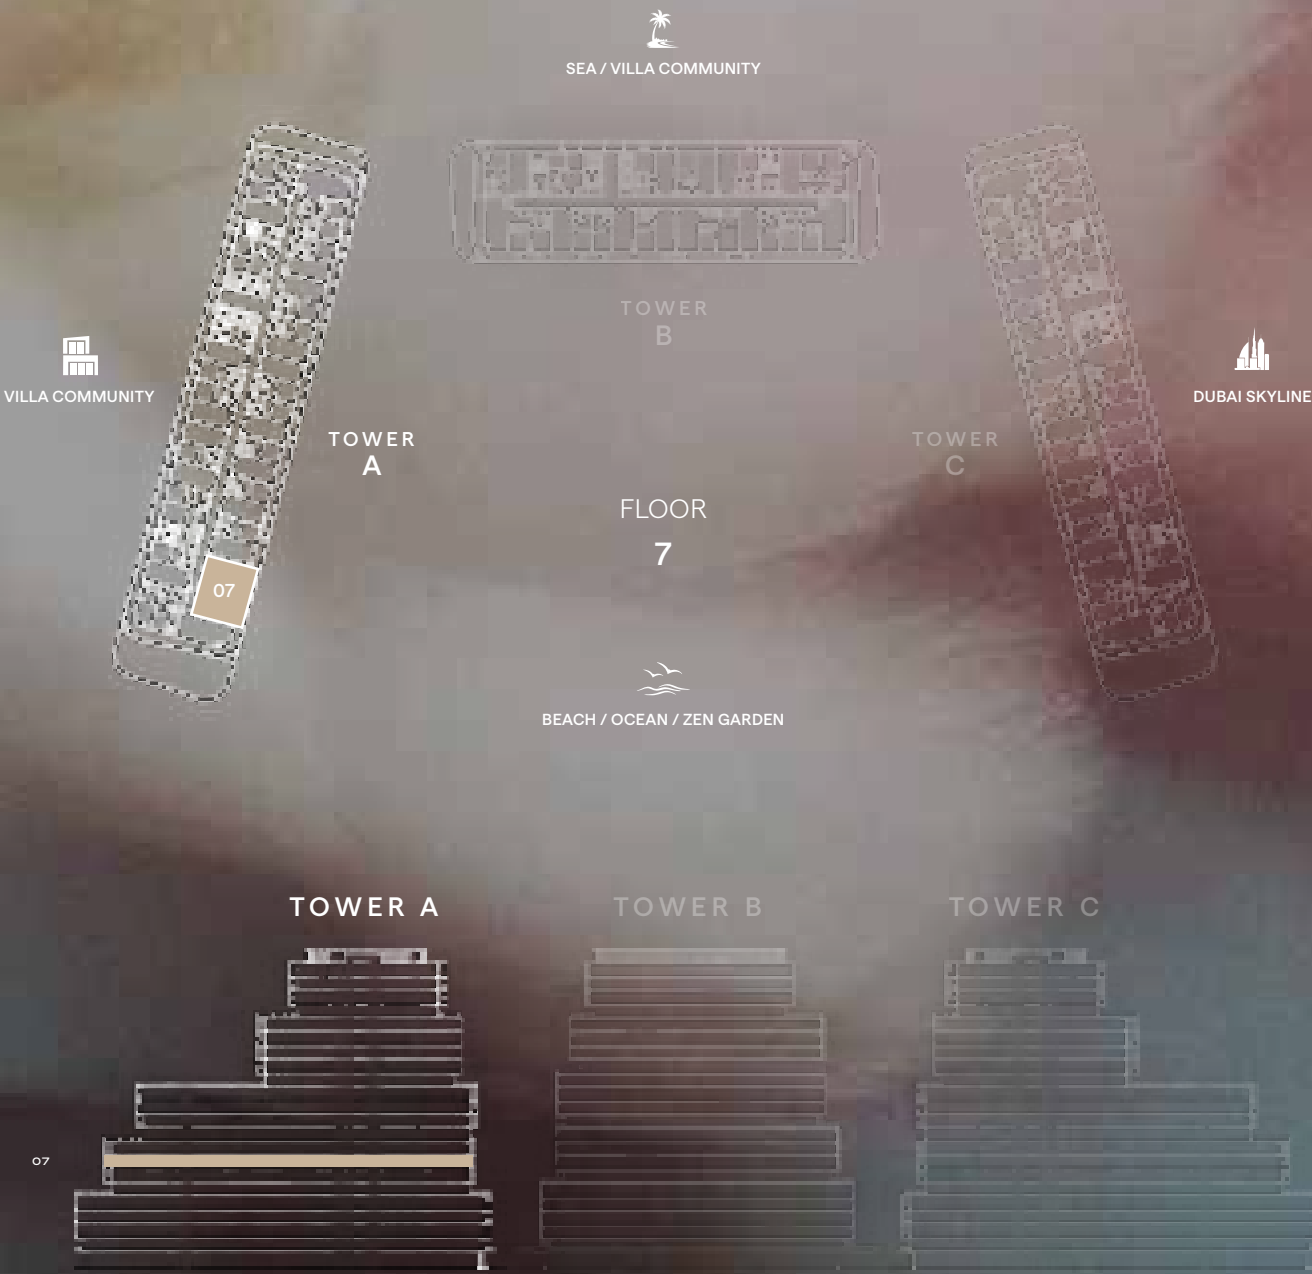 SEA / VILLA COMMUNITY
TOWER
B
VILLA COMMUNITY
DUBAI SKYLINE
TOWER
A
TOWER
C
FLOOR
7
07
BEACH / OCEAN / ZEN GARDEN
TOWER A
TOWER B
TOWER C
07